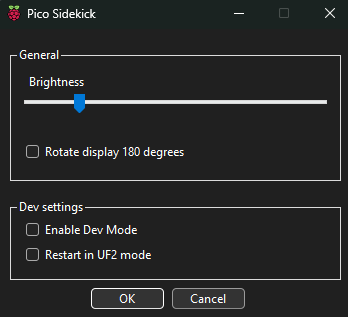 Pico Sidekick
General
Brightness
Rotate display 180 degrees
Dev settings
Enable Dev Mode
Restart in UF2 mode
OK Cancel